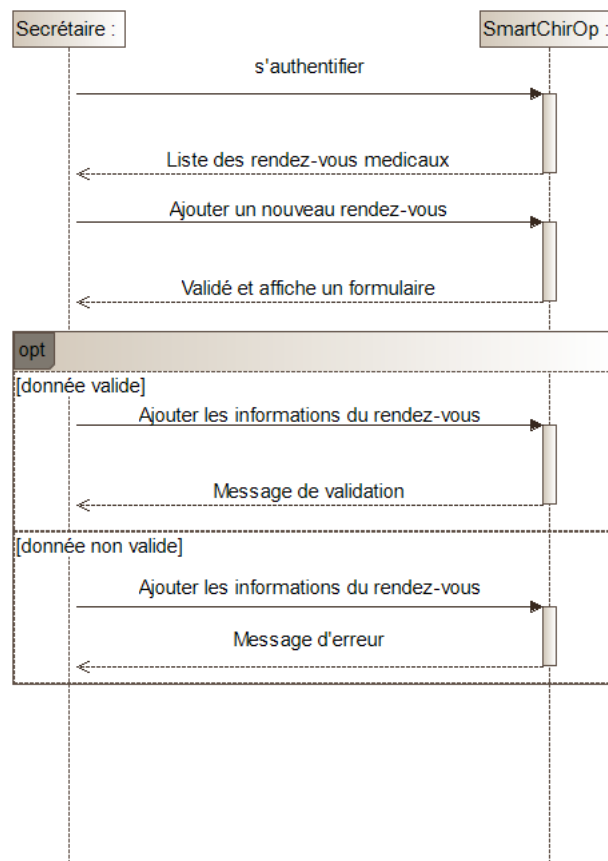 Secrétaire :
SmartChirOp :
s'authentifier
Liste des rendez-vous medicaux
Ajouter un nouveau rendez-vous
Validé et affiche un formulaire
opt
[donnée valide]
Ajouter les informations du rendez-vous
Message de validation
[donnée non valide]
Ajouter les informations du rendez-vous
Message d'erreur